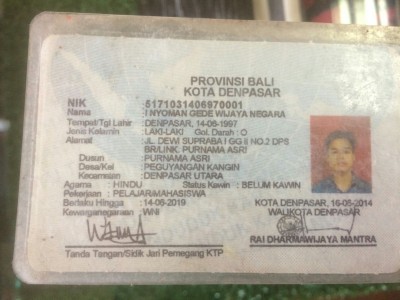 PROVINSI BALI
KOTA DENPASAR
NIK : 5171031406970001
Nama : I NYOMAN GEDE WIJAYA NEGARA
Tempat/Tgl Lahir : DENPASAR, 14-06-1997
Jenis Kelamin : LAKI-LAKI Gol. Darah : O
Alamat : JL. DEWI SUPRABA I GG II NO.2 DPS
BR/LINK. PURNAMA ASRI
Dusun : PURNAMA ASRI
Desa/Kel : PEGUYANGAN KANGIN
Kecamatan : DENPASAR UTARA
Agama : HINDU Status Kawin : BELUM KAWIN
Pekerjaan : PELAJAR/MAHASISWA
Berlaku Hingga : 14-06-2019
Kewarganegaraan : WNI
KOTA DENPASAR, 16-06-2014
WALIKOTA DENPASAR
RAI DHARMAWIJAYA MANTRA
Tanda Tangan/Sidik Jari Pemegang KTP